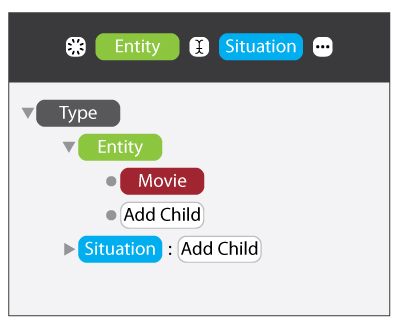 Entity Situation
Type
Entity
Movie
Add Child
Situation : Add Child